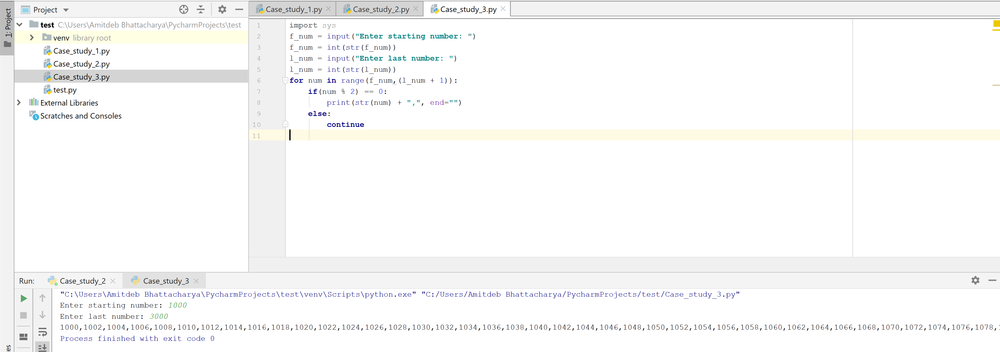 1: Project
Project
test C:\Users\Amitdeb Bhattacharya\PycharmProjects\test
venv library root
Case_study_1.py
Case_study_2.py
Case_study_3.py
test.py
External Libraries
Scratches and Consoles
Case_study_1.py
Case_study_2.py
Case_study_3.py
1 import sys
2 f_num = input("Enter starting number: ")
3 f_num = int(str(f_num))
4 l_num = input("Enter last number: ")
5 l_num = int(str(l_num))
6 for num in range(f_num,(l_num + 1)):
7     if(num % 2) == 0:
8         print(str(num) + ",", end="")
9     else:
10         continue
11
Run:
Case_study_2
Case_study_3
"C:\Users\Amitdeb Bhattacharya\PycharmProjects\test\venv\Scripts\python.exe" "C:/Users/Amitdeb Bhattacharya/PycharmProjects/test/Case_study_3.py"
Enter starting number: 1000
Enter last number: 3000
1000,1002,1004,1006,1008,1010,1012,1014,1016,1018,1020,1022,1024,1026,1028,1030,1032,1034,1036,1038,1040,1042,1044,1046,1048,1050,1052,1054,1056,1058,1060,1062,1064,1066,1068,1070,1072,1074,1076,1078,
Process finished with exit code 0